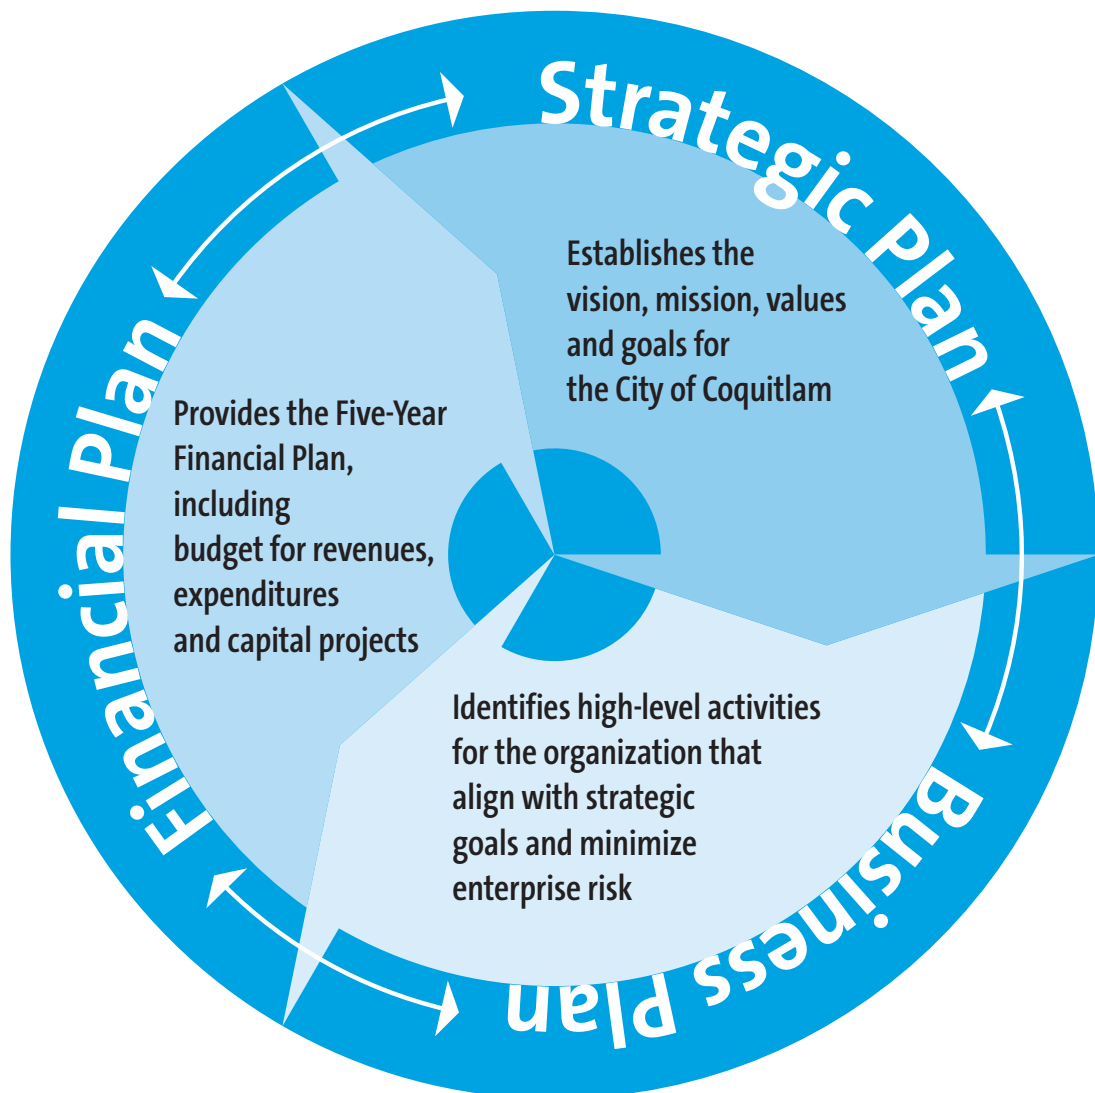 Strategic Plan
Establishes the
vision, mission, values
and goals for
the City of Coquitlam
Business Plan
Identifies high-level activities
for the organization that
align with strategic
goals and minimize
enterprise risk
Financial Plan
Provides the Five-Year
Financial Plan,
including
budget for revenues,
expenditures
and capital projects